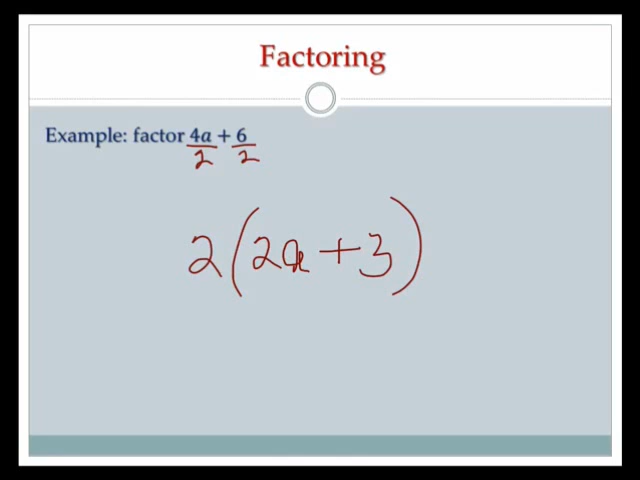 Factoring
Example: factor 4a + 6
2 2
2(2a + 3)